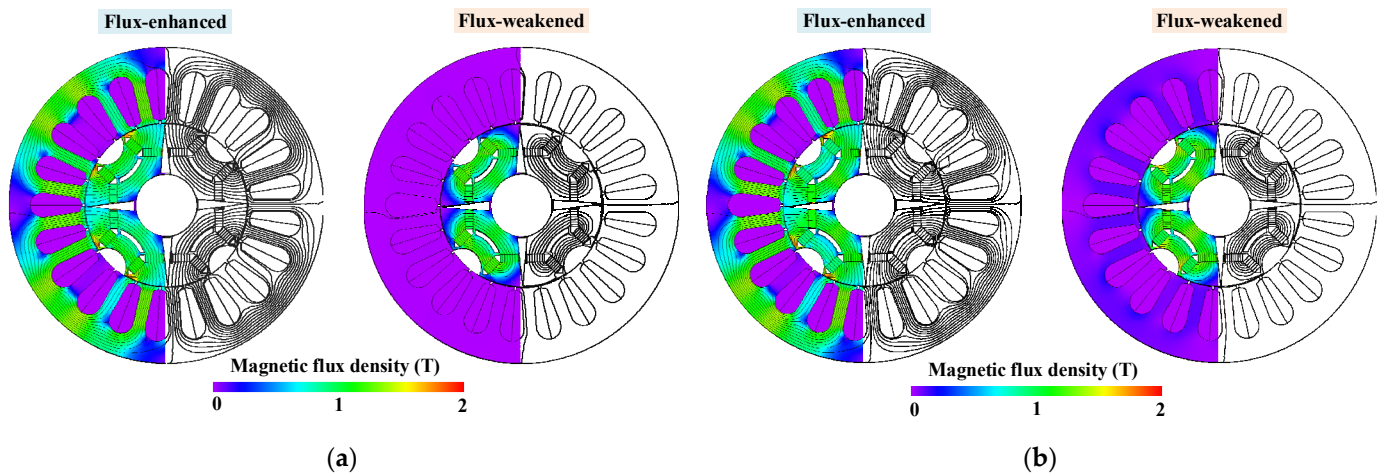 Flux-enhanced Flux-weakened Flux-enhanced Flux-weakened
Magnetic flux density (T) Magnetic flux density (T)
0 1 2 0 1 2
(a) (b)